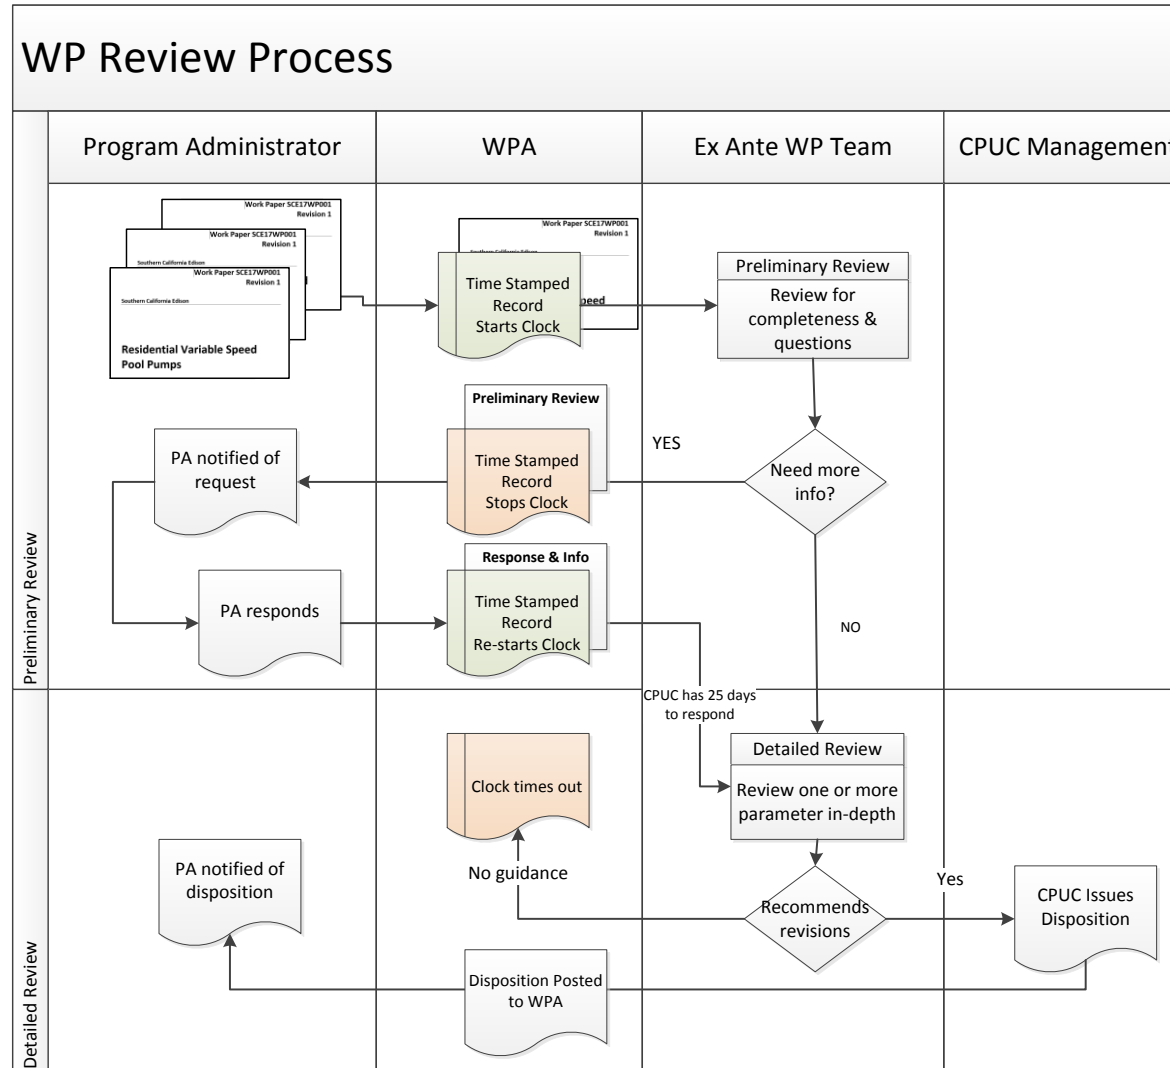 WP Review Process
Program Administrator
WPA
Ex Ante WP Team
CPUC Management
Preliminary Review
Work Paper SCE17WP001
Revision 1
Work Paper SCE17WP001
Revision 1
Southern California Edison
Work Paper SCE17WP001
Revision 1
Southern California Edison
Residential Variable Speed
Pool Pumps
Work Paper SCE17WP001
Revision 1
Time Stamped
Record
Starts Clock
peed
Preliminary Review
Review for
completeness &
questions
PA notified of
request
Preliminary Review
Time Stamped
Record
Stops Clock
YES
Need more
info?
PA responds
Response & Info
Time Stamped
Record
Re-starts Clock
NO
CPUC has 25 days
to respond
Detailed Review
Clock times out
Detailed Review
Review one or more
parameter in-depth
PA notified of
disposition
No guidance
Recommends
revisions
Yes
CPUC Issues
Disposition
Disposition Posted
to WPA